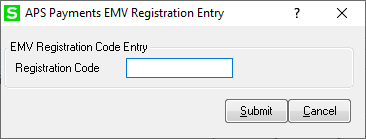 S APS Payments EMV Registration Entry ? X
EMV Registration Code Entry
Registration Code
Submit Cancel